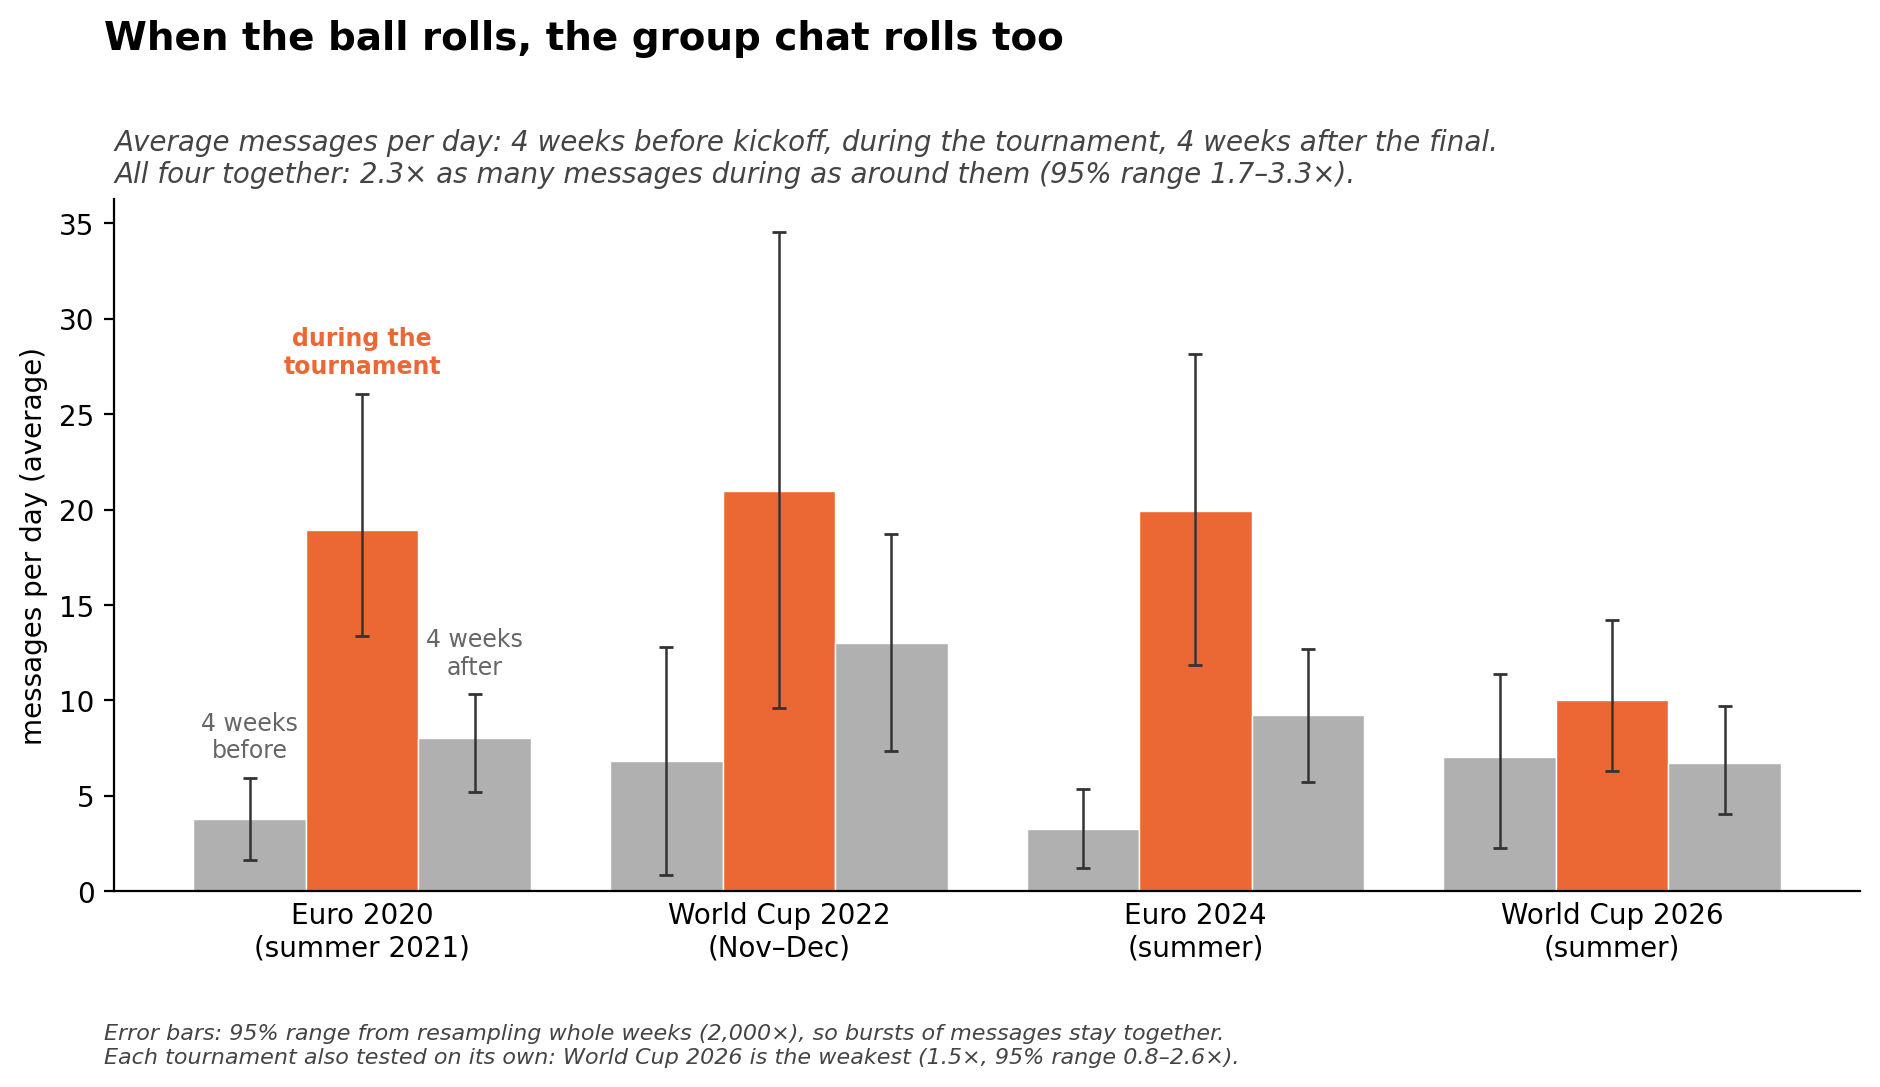 When the ball rolls, the group chat rolls too
Average messages per day: 4 weeks before kickoff, during the tournament, 4 weeks after the final.
All four together: 2.3× as many messages during as around them (95% range 1.7–3.3×).
messages per day (average)
35
30
25
20
15
10
5
0
during the
tournament
4 weeks
before
4 weeks
after
Euro 2020
(summer 2021)
World Cup 2022
(Nov–Dec)
Euro 2024
(summer)
World Cup 2026
(summer)
Error bars: 95% range from resampling whole weeks (2,000×), so bursts of messages stay together.
Each tournament also tested on its own: World Cup 2026 is the weakest (1.5×, 95% range 0.8–2.6×).